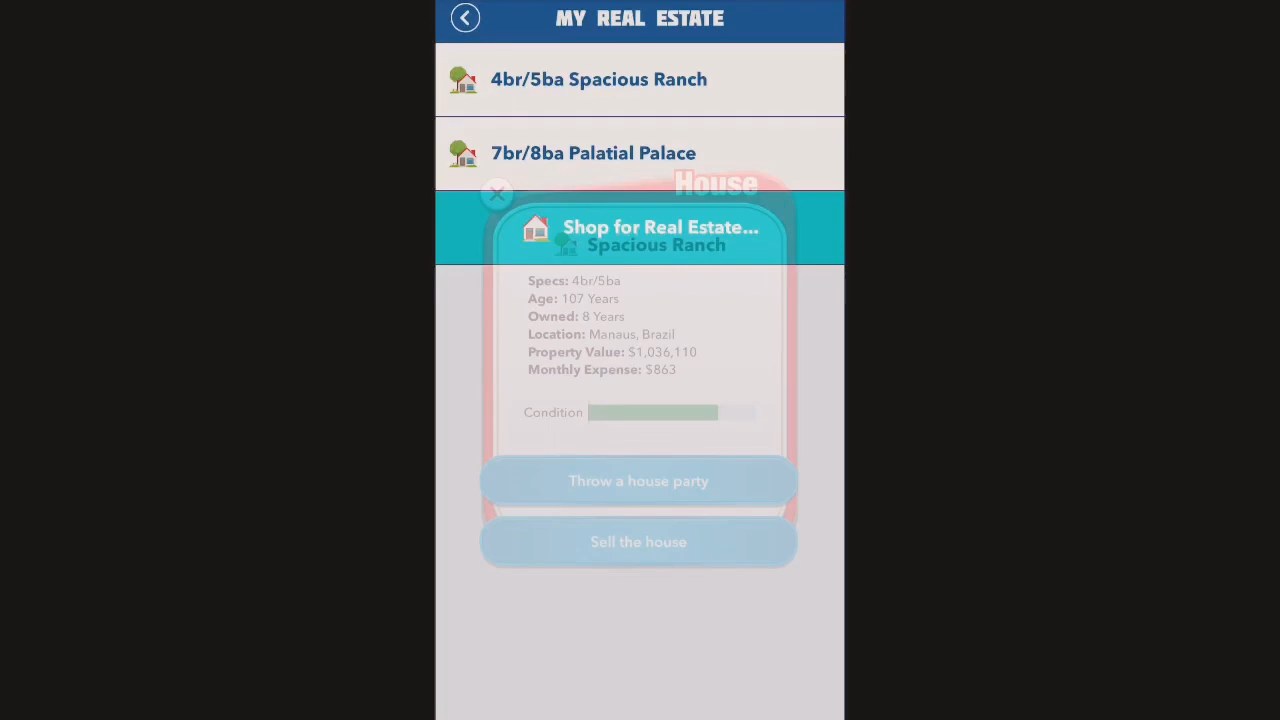 MY REAL ESTATE
4br/5ba Spacious Ranch
7br/8ba Palatial Palace
House
Shop for Real Estate...
Spacious Ranch
Specs: 4br/5ba
Age: 107 Years
Owned: 8 Years
Location: Manaus, Brazil
Property Value: $1,036,110
Monthly Expense: $863
Condition
Throw a house party
Sell the house